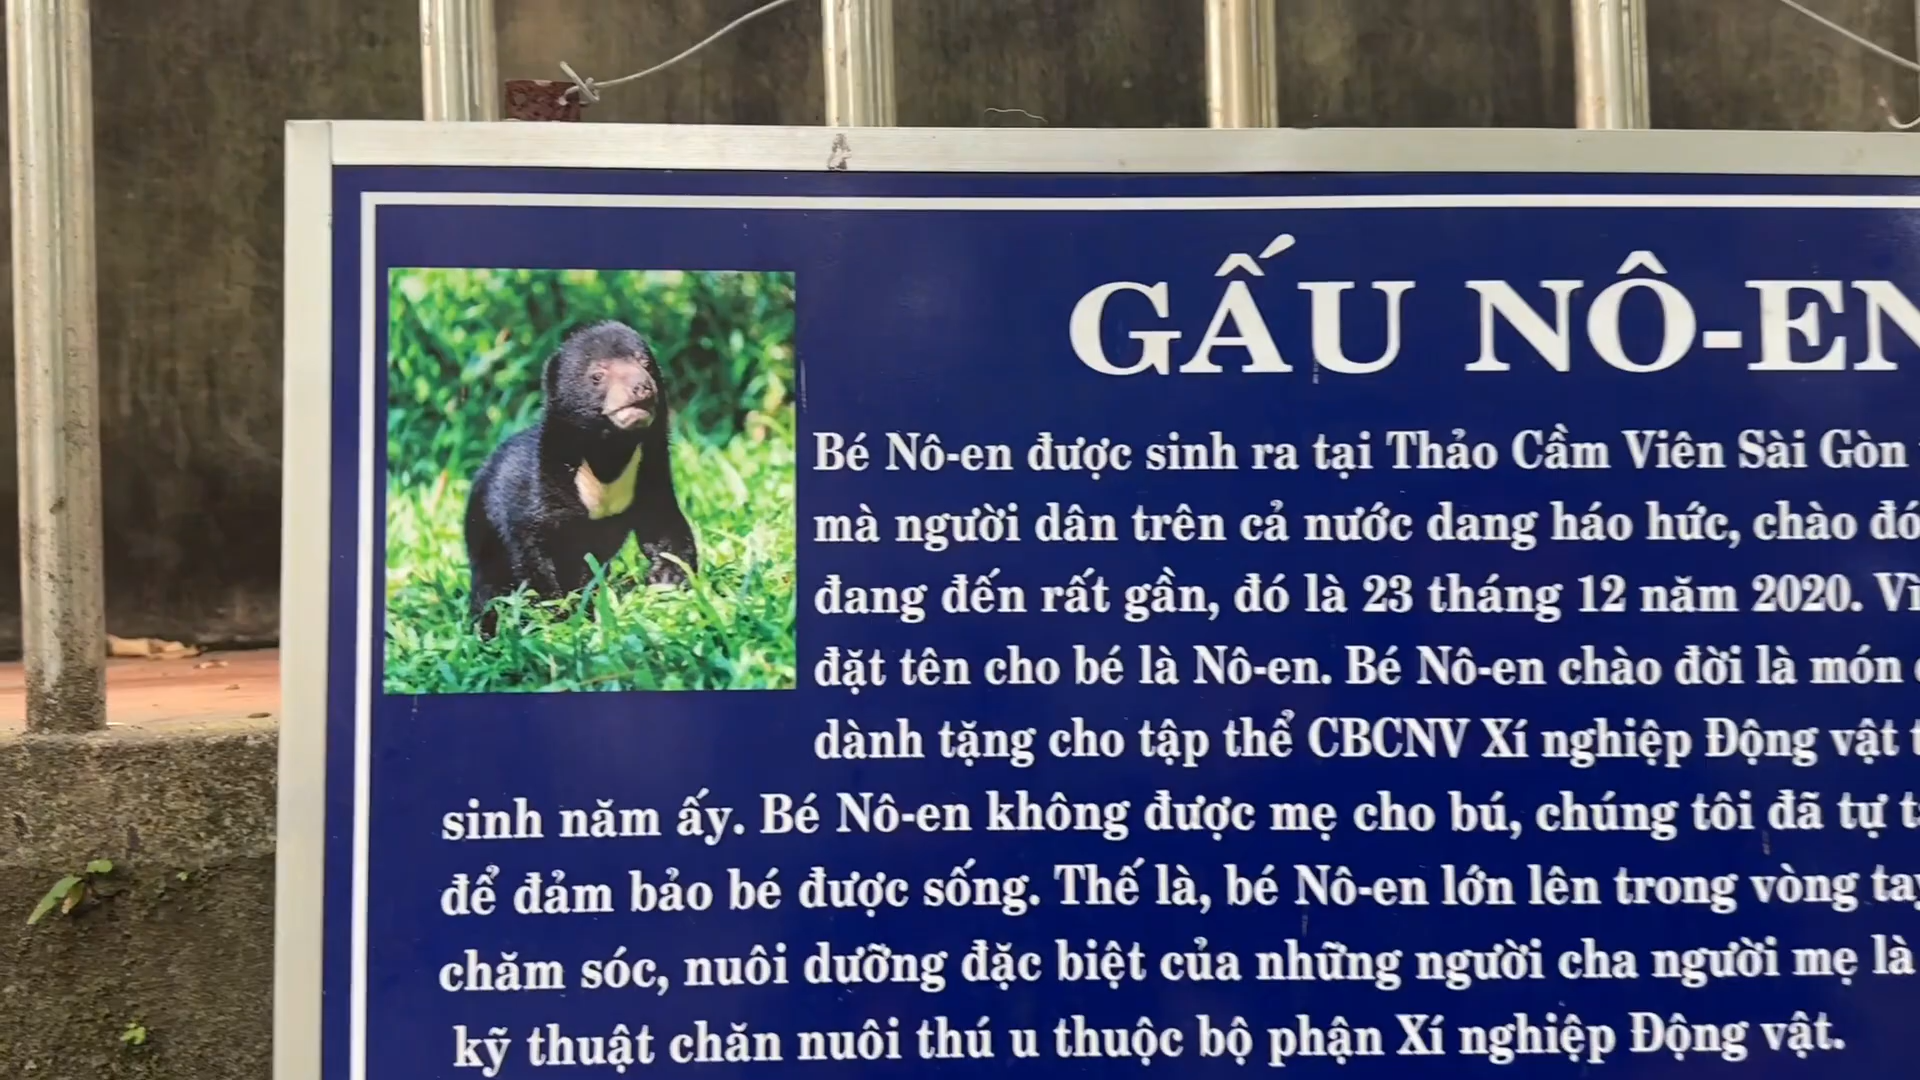 GẤU NÔ-EN
Bé Nô-en được sinh ra tại Thảo Cầm Viên Sài Gòn
mà người dân trên cả nước dang háo hức, chào
đang đến rất gần, đó là 23 tháng 12 năm 2020. Vì
đặt tên cho bé là Nô-en. Bé Nô-en chào đời là món
dành tặng cho tập thể CBCNV Xí nghiệp Động vật
sinh năm ấy. Bé Nô-en không được mẹ cho bú, chúng tôi đã tự
để đảm bảo bé được sống. Thế là, bé Nô-en lớn lên trong vòng tay
chăm sóc, nuôi dưỡng đặc biệt của những người cha người mẹ là
kỹ thuật chăn nuôi thú u thuộc bộ phận Xí nghiệp Động vật.